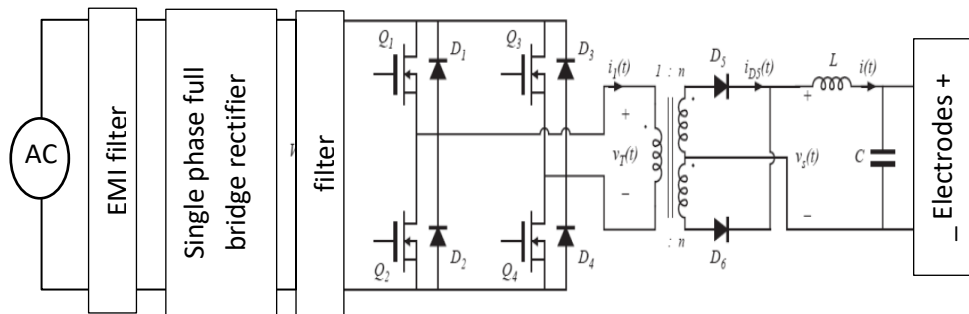 AC
EMI filter
Single phase full
bridge rectifier
filter
Q1
D1
Q3
D3
Q2
D2
Q4
D4
i1(t)
1 : n
+
vT(t)
−
: n
D5
iD5(t)
L
i(t)
+
vs(t)
−
C
D6
− Electrodes +